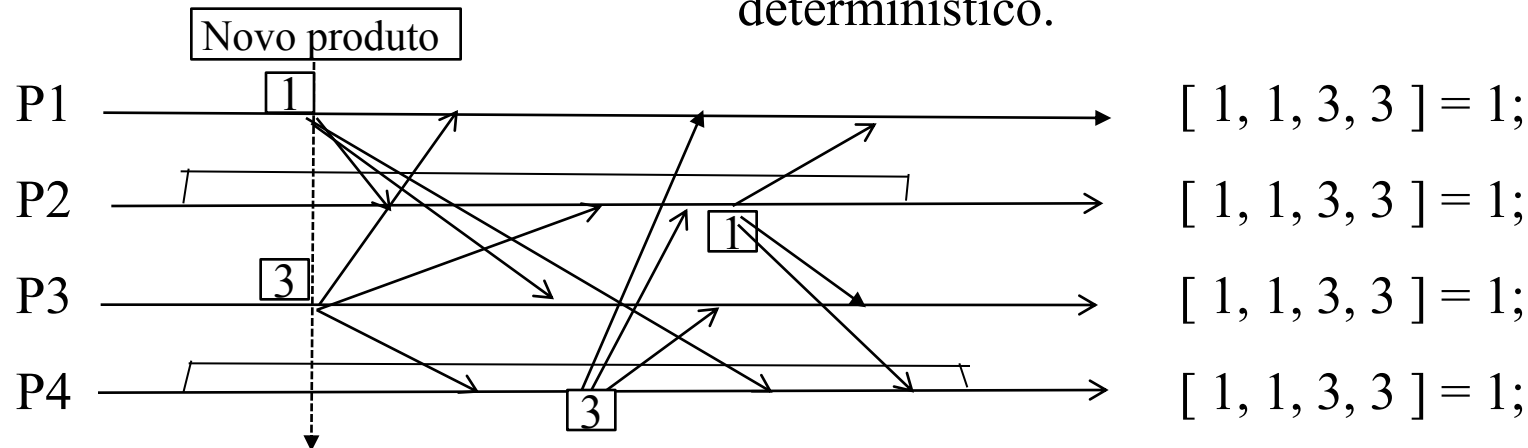 determinístico.
Novo produto
1
P1 [ 1, 1, 3, 3 ] = 1;
P2 [ 1, 1, 3, 3 ] = 1;
1
3
P3 [ 1, 1, 3, 3 ] = 1;
P4 [ 1, 1, 3, 3 ] = 1;
3